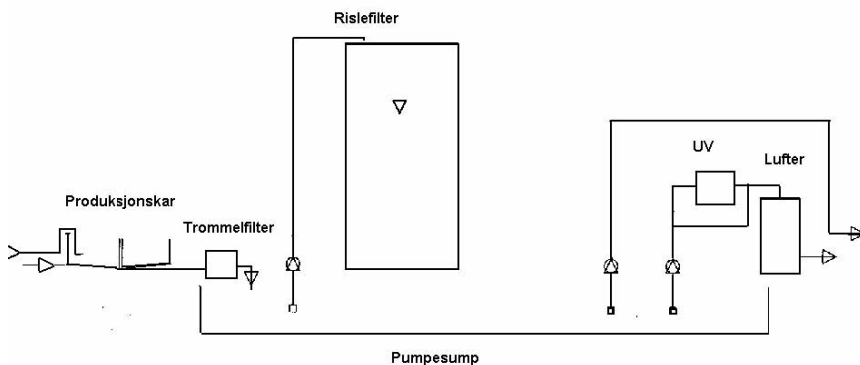 Rislefilter
UV
Lufter
Produksjonskar
Trommelfilter
Pumpesump